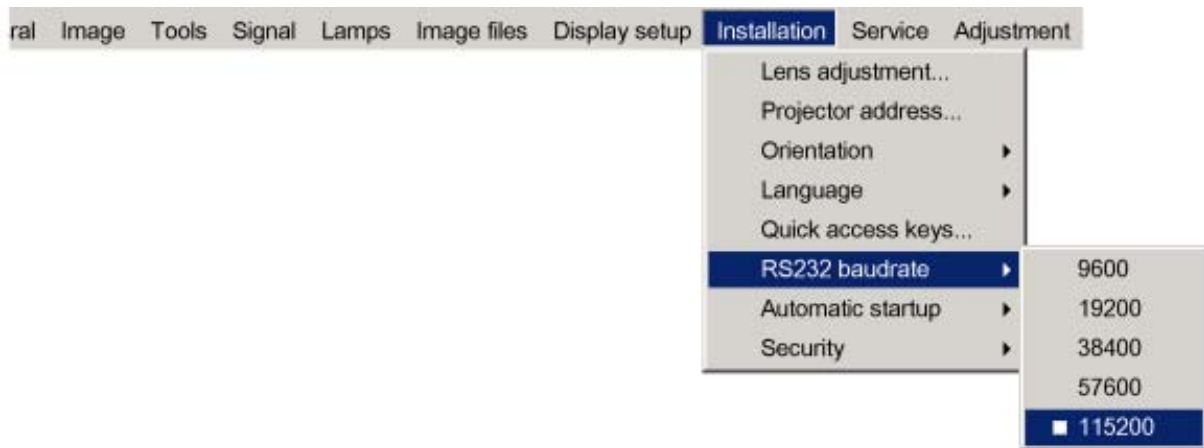 ral Image Tools Signal Lamps Image files Display setup Installation Service Adjustment
Lens adjustment...
Projector address...
Orientation
Language
Quick access keys...
RS232 baudrate
9600
Automatic startup
19200
Security
38400
57600
115200